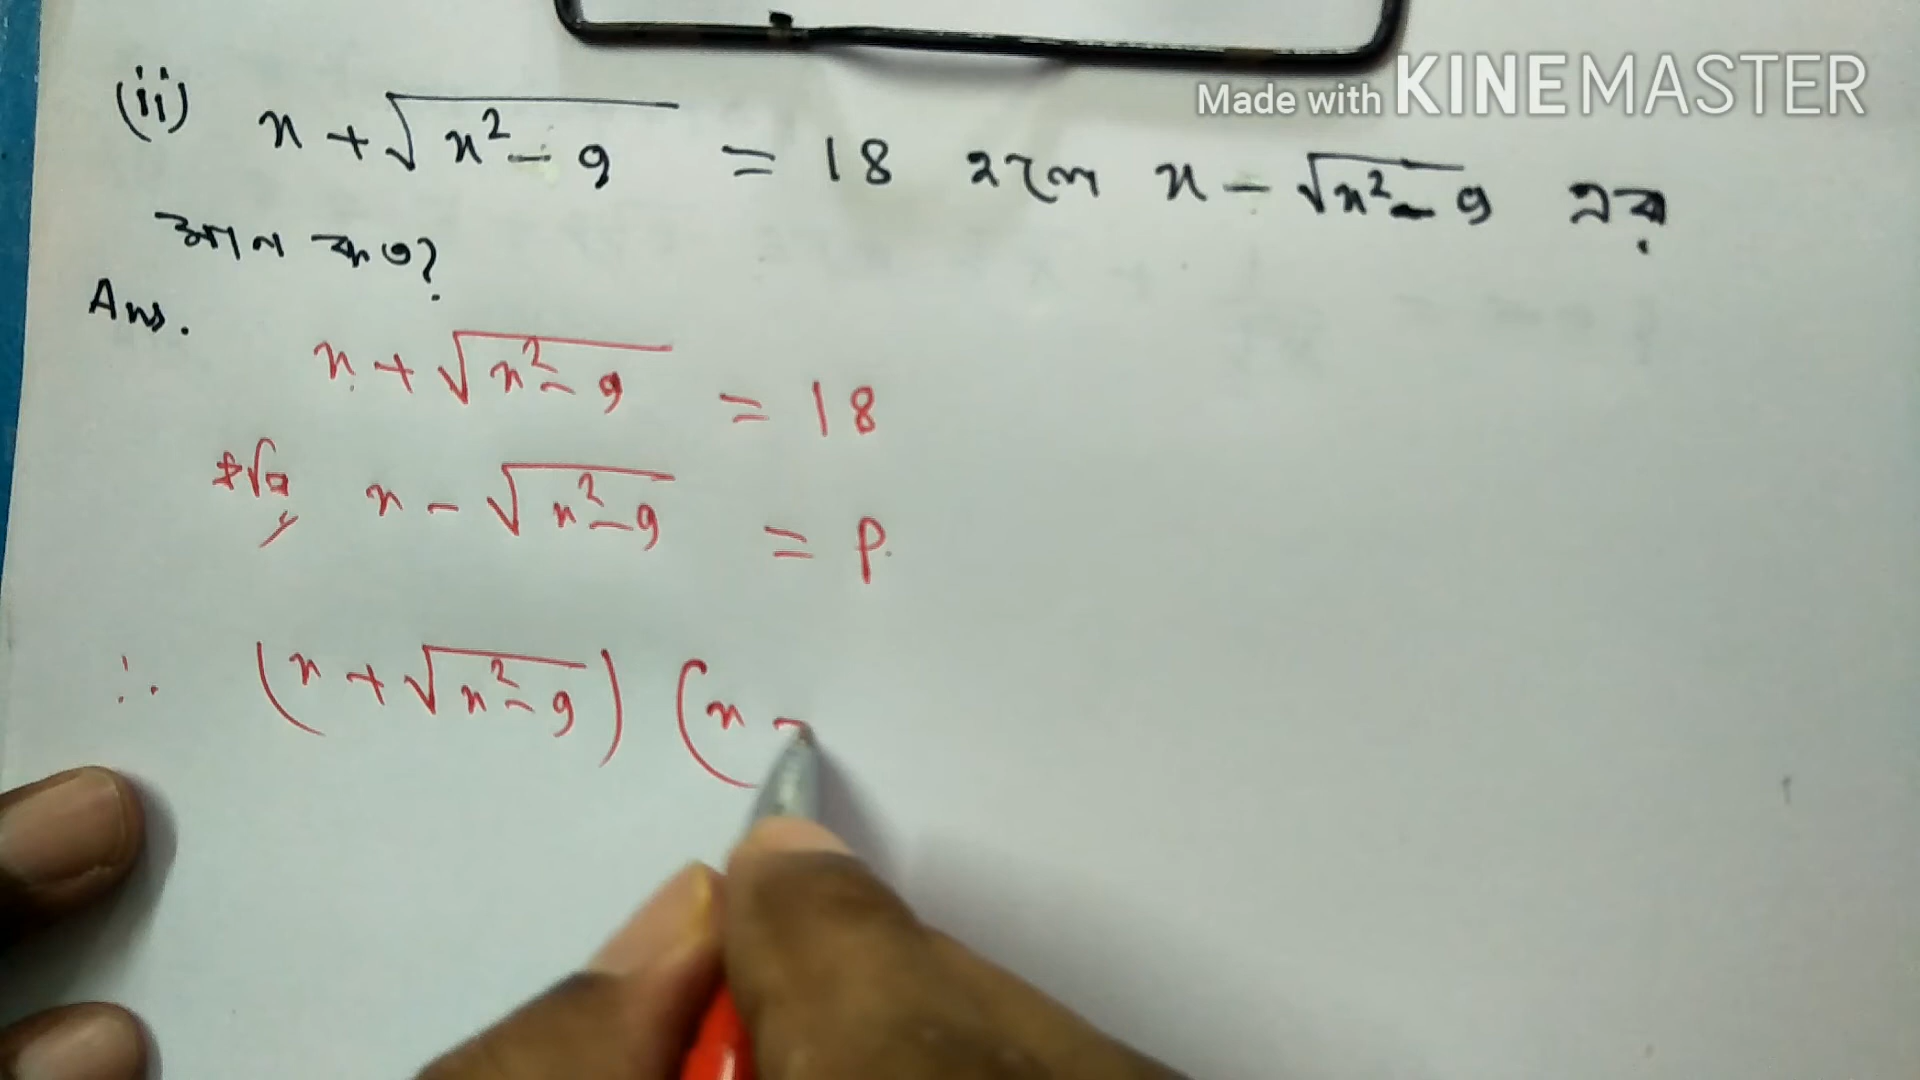 Made with KINEMASTER
(ii) x + √(x² - 9) = 18 হলে x - √(x² - 9) এর
মান কত?
Ans.
x + √(x² - 9) = 18
ধরি, x - √(x² - 9) = P.
∴ (x + √(x² - 9)) (x -